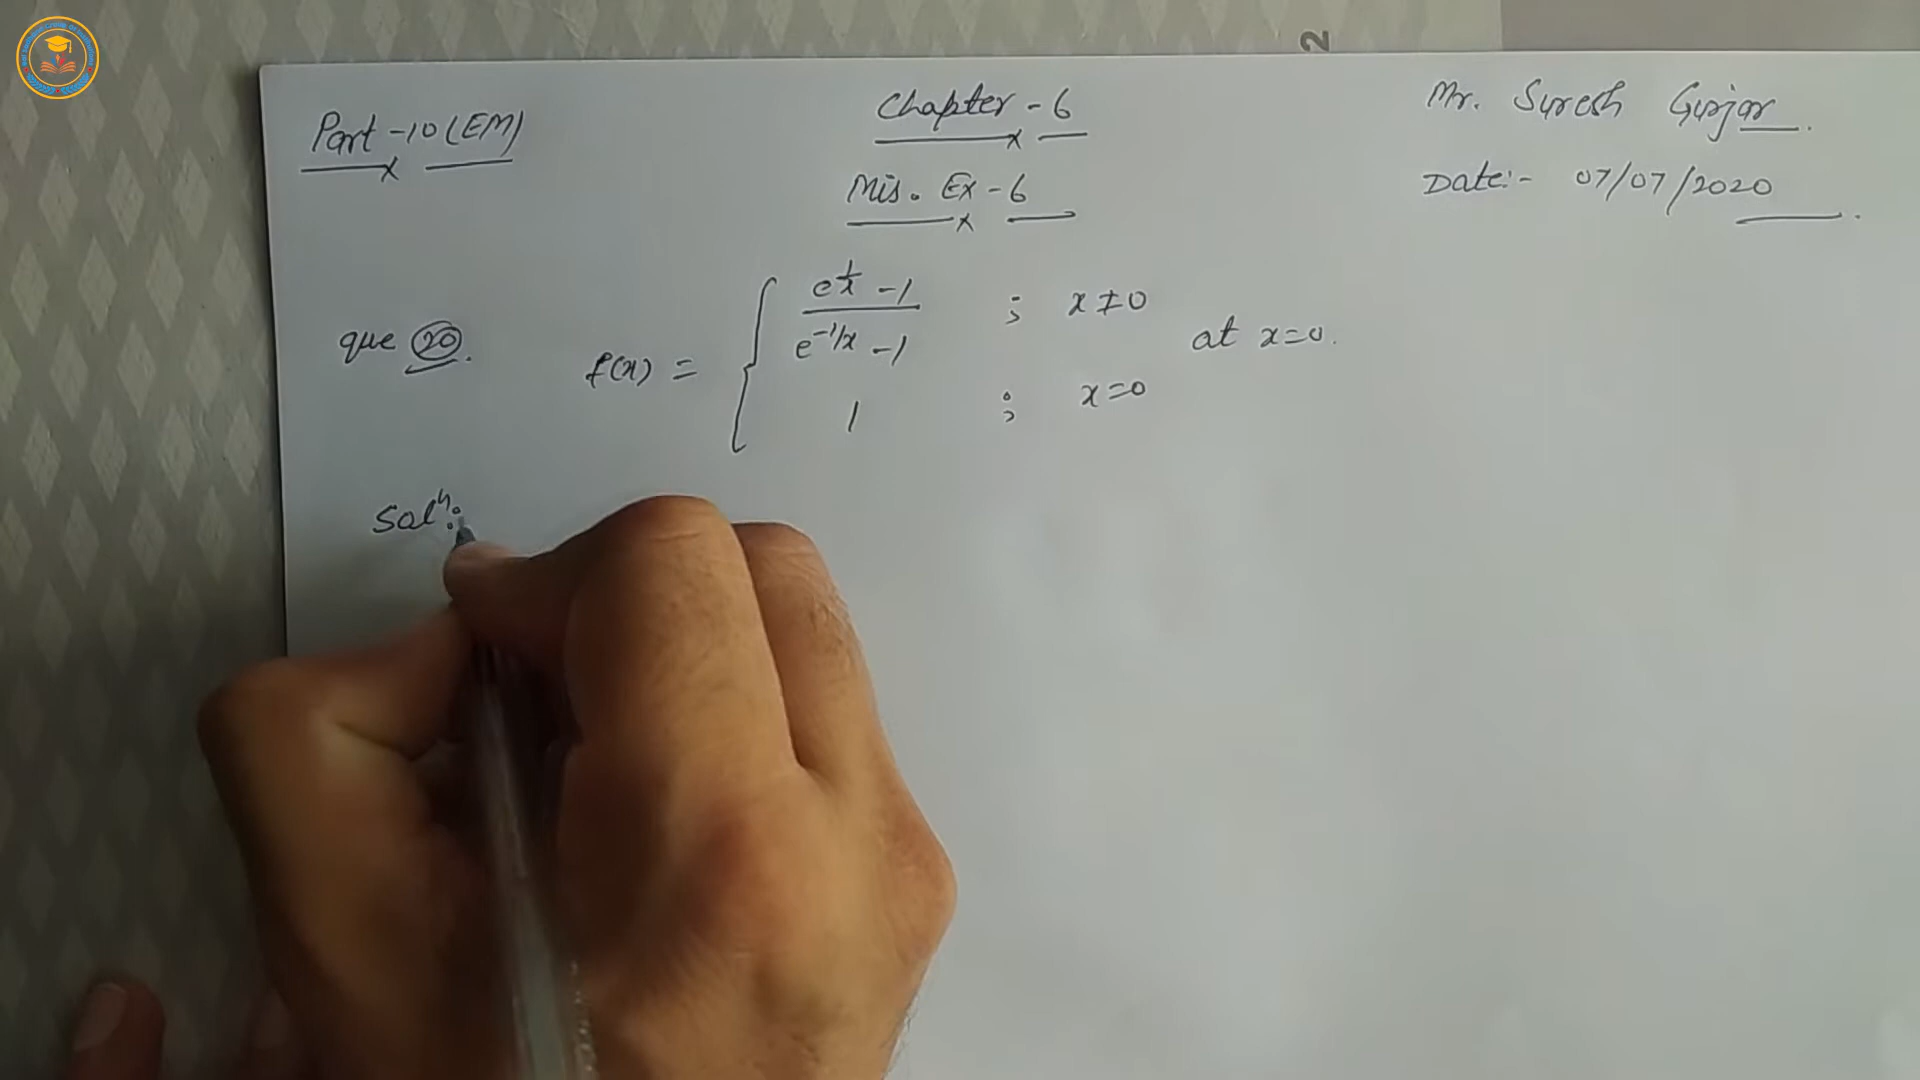 Part-10(EM)
Chapter-6
Mis. Ex-6
Mr. Suresh Gurjar.
Date:- 07/07/2020.
2
que 20.
f(x) = { (e^{1/x} -1)/(e^{-1/x} -1) ; x≠0
1 ; x=0
at x=0.
Solⁿ: